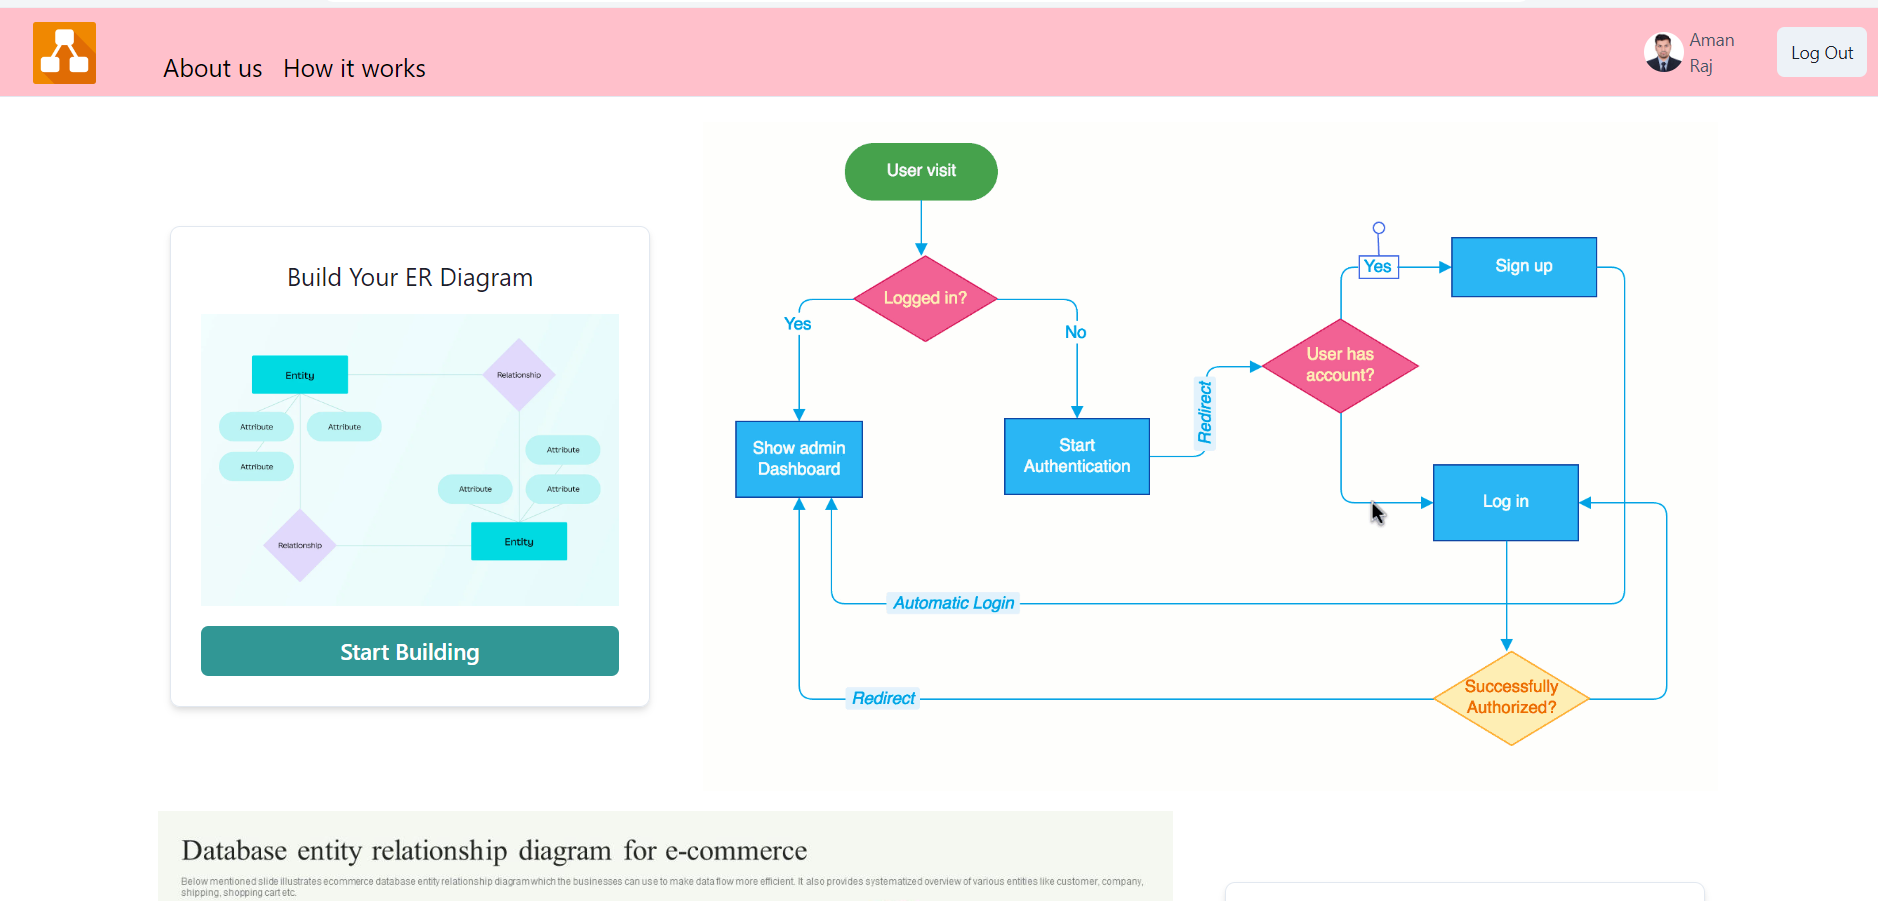 About us How it works
Aman
Raj
Log Out
Build Your ER Diagram
Entity
Relationship
Attribute
Attribute
Attribute
Attribute
Attribute
Attribute
Relationship
Entity
Start Building
User visit
Logged in?
Yes
No
Show admin
Dashboard
Start
Authentication
Redirect
User has
account?
Yes
Sign up
Log in
Automatic Login
Redirect
Successfully
Authorized?
Database entity relationship diagram for e-commerce
Below mentioned slide illustrates ecommerce database entity relationship diagram which the businesses can use to make data flow more efficient. It also provides systematized overview of various entities like customer, company,
shipping, shopping cart etc.